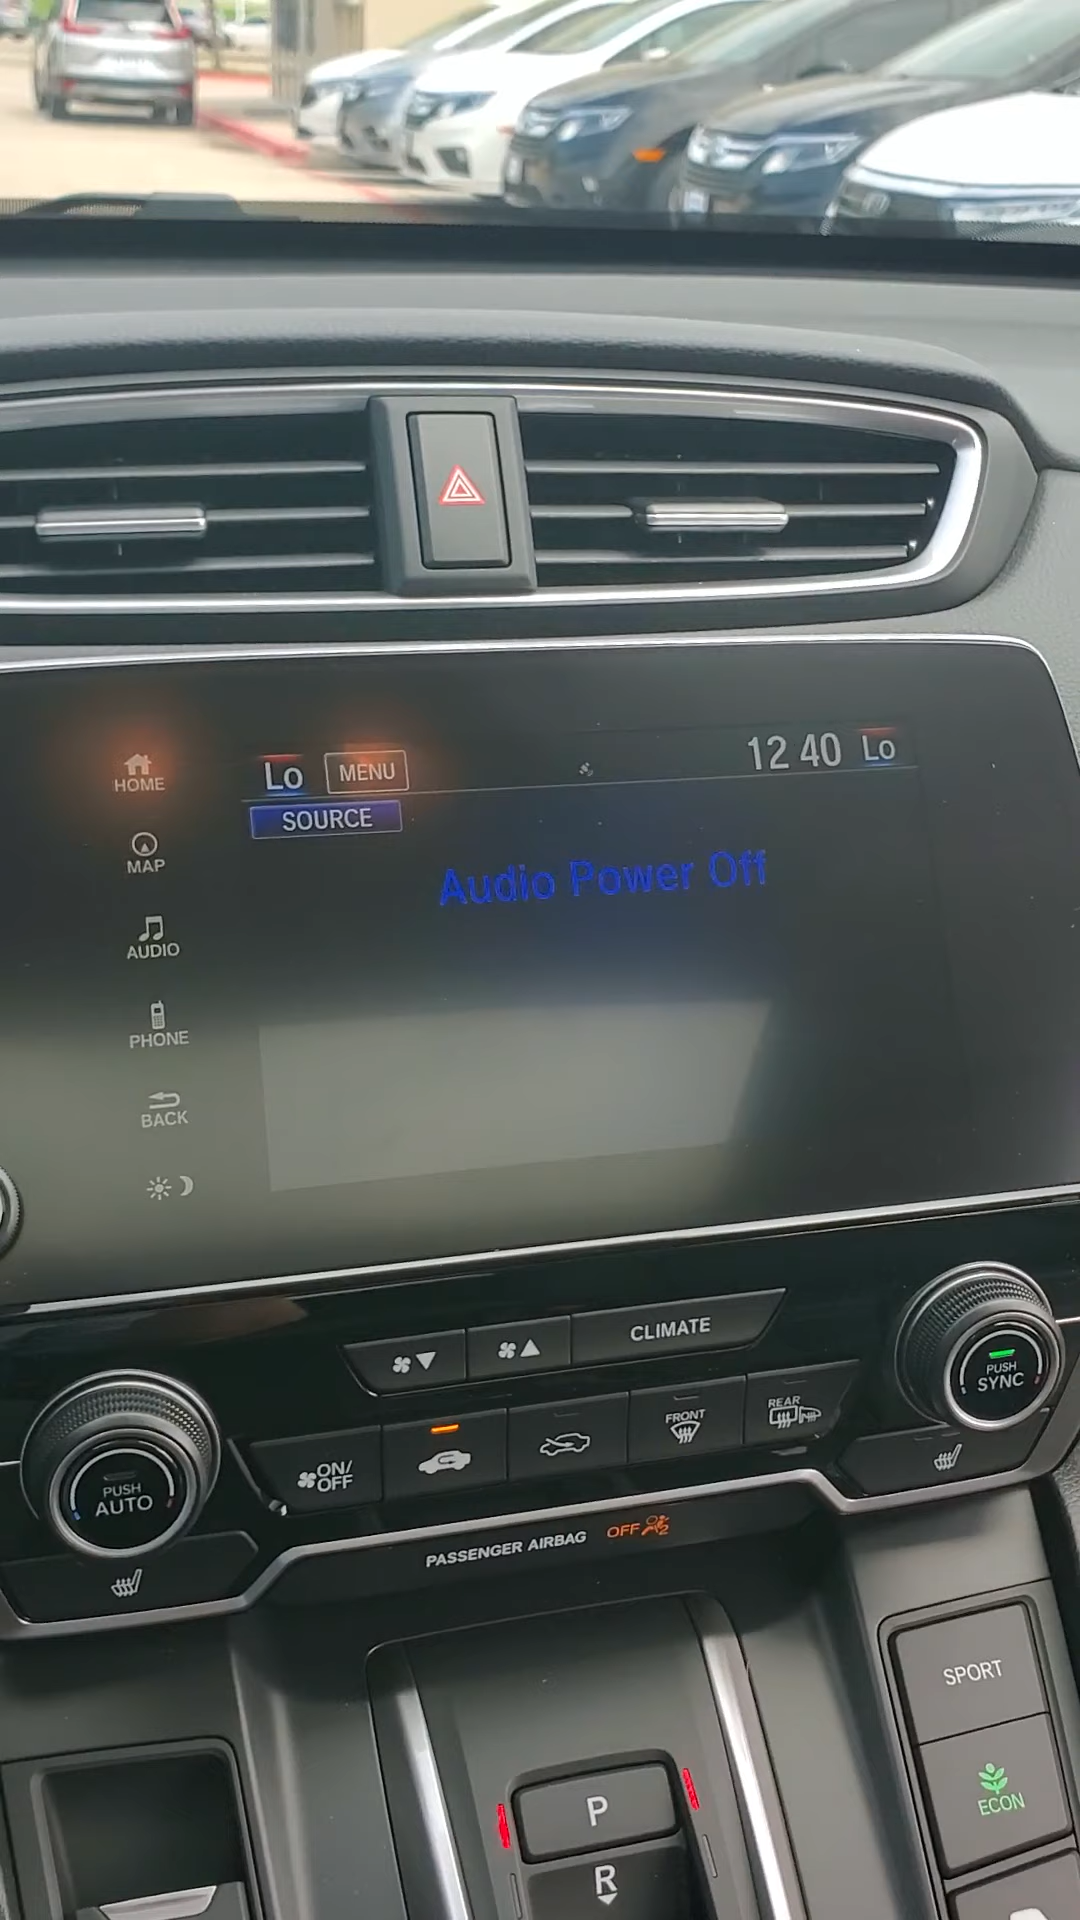 HOME
Lo MENU
12 40 Lo
SOURCE
Audio Power Off
MAP
AUDIO
PHONE
BACK
CLIMATE
PUSH
SYNC
PUSH
AUTO
ON/
OFF
FRONT
REAR
PASSENGER AIRBAG
OFF
2
SPORT
ECON
P
R